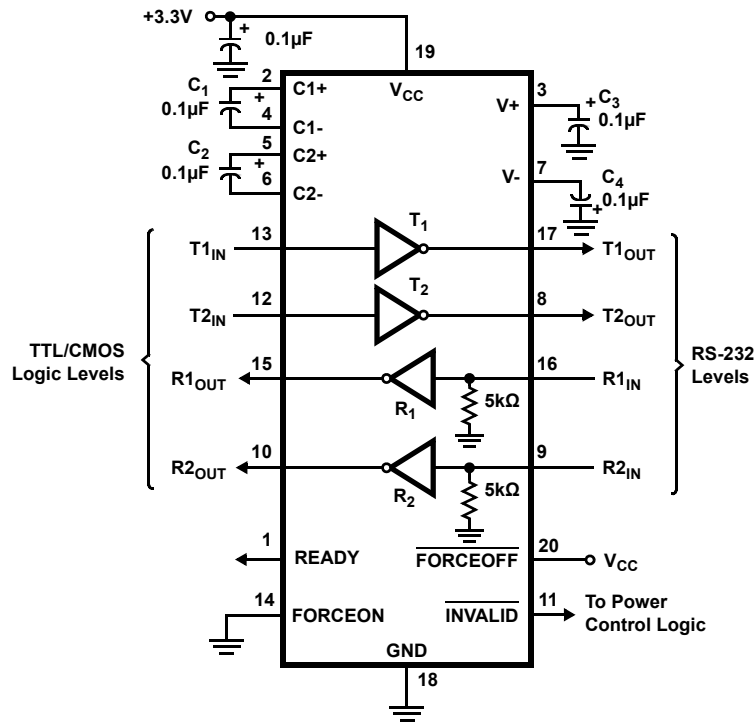 +3.3V
+
0.1µF
19
2
C1+
VCC
3
C1
0.1µF
+
V+
+
C3
0.1µF
4
C1-
5
C2+
C2
0.1µF
+
7
V-
6
C2-
C4
0.1µF
+
T1
13
17
T1IN
T1OUT
T2
12
8
T2IN
T2OUT
TTL/CMOS
Logic Levels
RS-232
Levels
15
16
R1OUT
R1IN
R1
5kΩ
10
9
R2OUT
R2IN
R2
5kΩ
1
READY
FORCEOFF
20
VCC
14
FORCEON
INVALID
11
To Power
Control Logic
GND
18